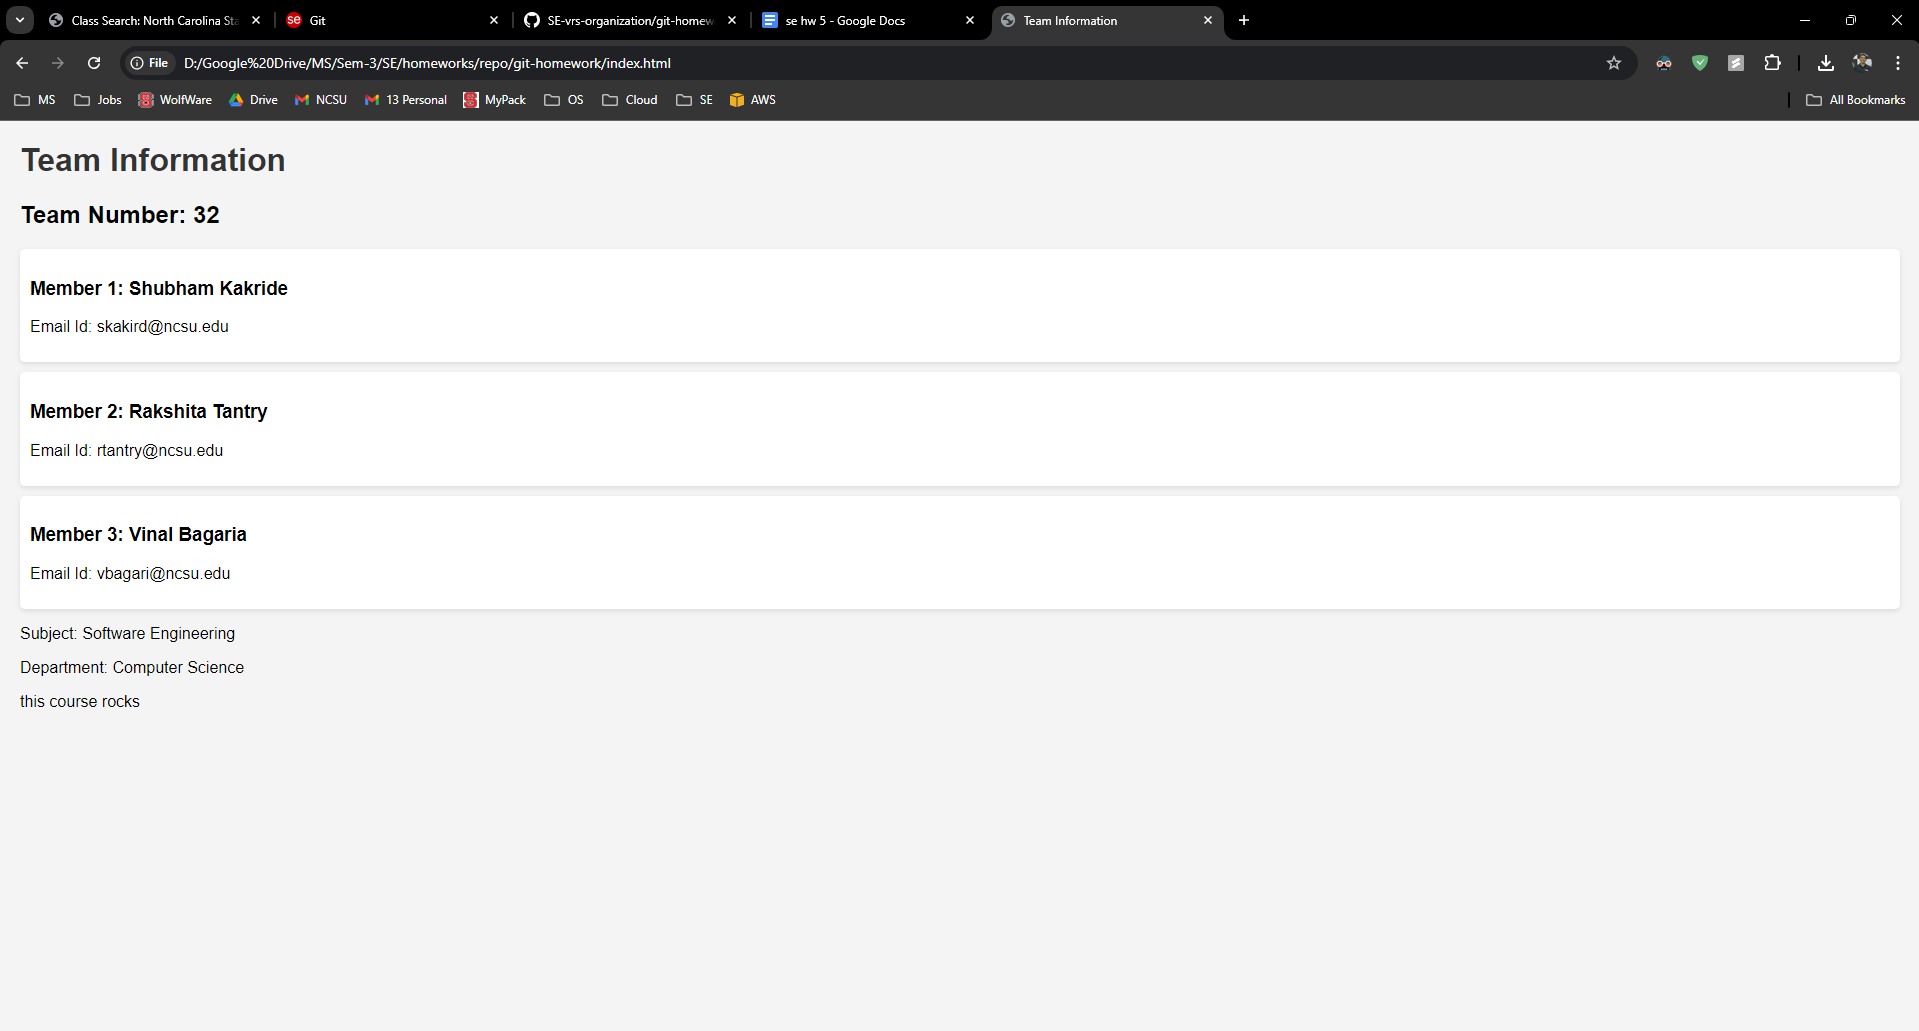 Class Search: North Carolina Sta
se Git
SE-vrs-organization/git-homew
se hw 5 - Google Docs
Team Information
File D:/Google%20Drive/MS/Sem-3/SE/homeworks/repo/git-homework/index.html
MS Jobs WolfWare Drive NCSU 13 Personal MyPack OS Cloud SE AWS All Bookmarks
Team Information
Team Number: 32
Member 1: Shubham Kakride
Email Id: skakird@ncsu.edu
Member 2: Rakshita Tantry
Email Id: rtantry@ncsu.edu
Member 3: Vinal Bagaria
Email Id: vbagari@ncsu.edu
Subject: Software Engineering
Department: Computer Science
this course rocks